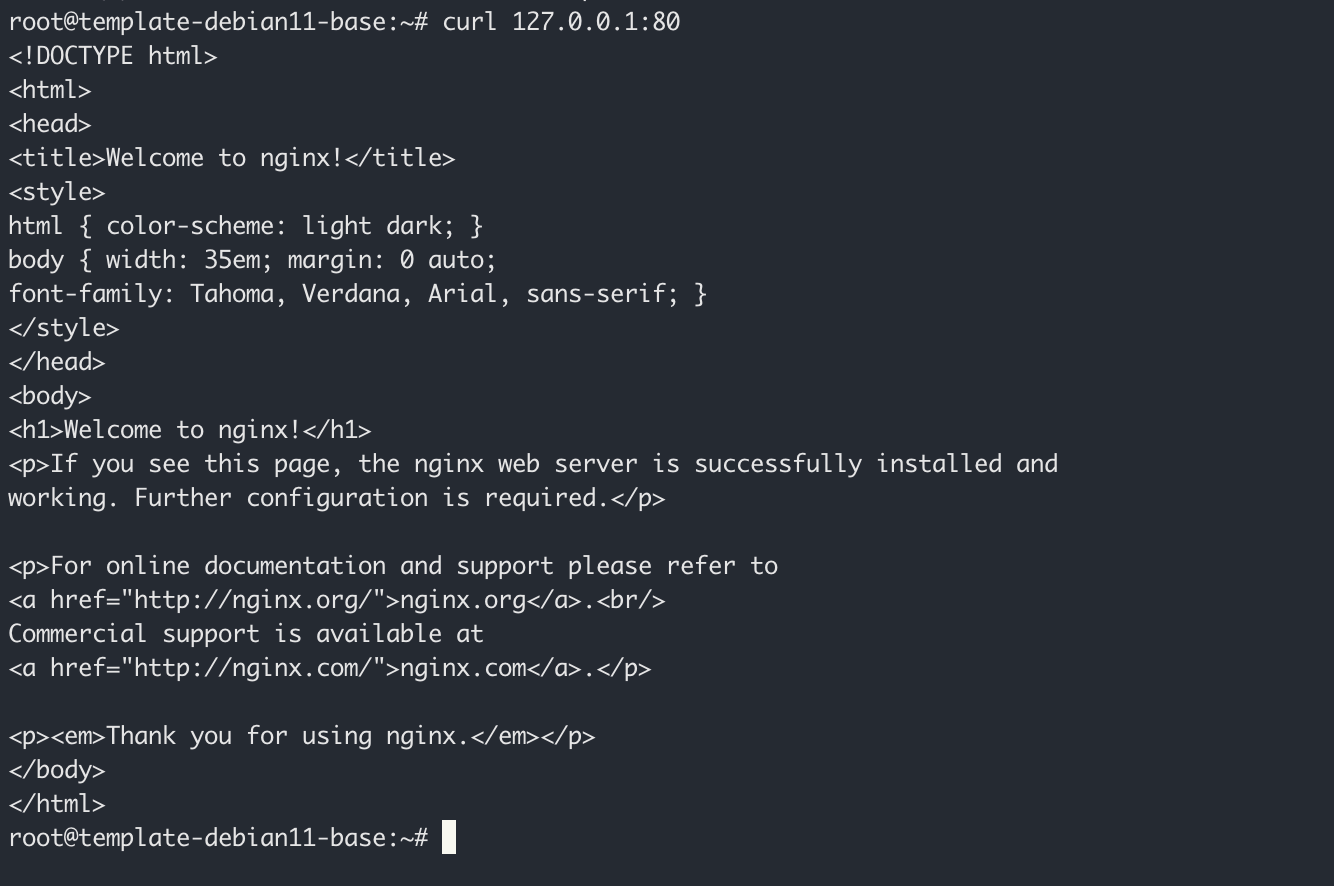 root@template-debian11-base:~# curl 127.0.0.1:80
<!DOCTYPE html>
<html>
<head>
<title>Welcome to nginx!</title>
<style>
html { color-scheme: light dark; }
body { width: 35em; margin: 0 auto;
font-family: Tahoma, Verdana, Arial, sans-serif; }
</style>
</head>
<body>
<h1>Welcome to nginx!</h1>
<p>If you see this page, the nginx web server is successfully installed and
working. Further configuration is required.</p>

<p>For online documentation and support please refer to
<a href="http://nginx.org/">nginx.org</a>.<br/>
Commercial support is available at
<a href="http://nginx.com/">nginx.com</a>.</p>

<p><em>Thank you for using nginx.</em></p>
</body>
</html>
root@template-debian11-base:~#